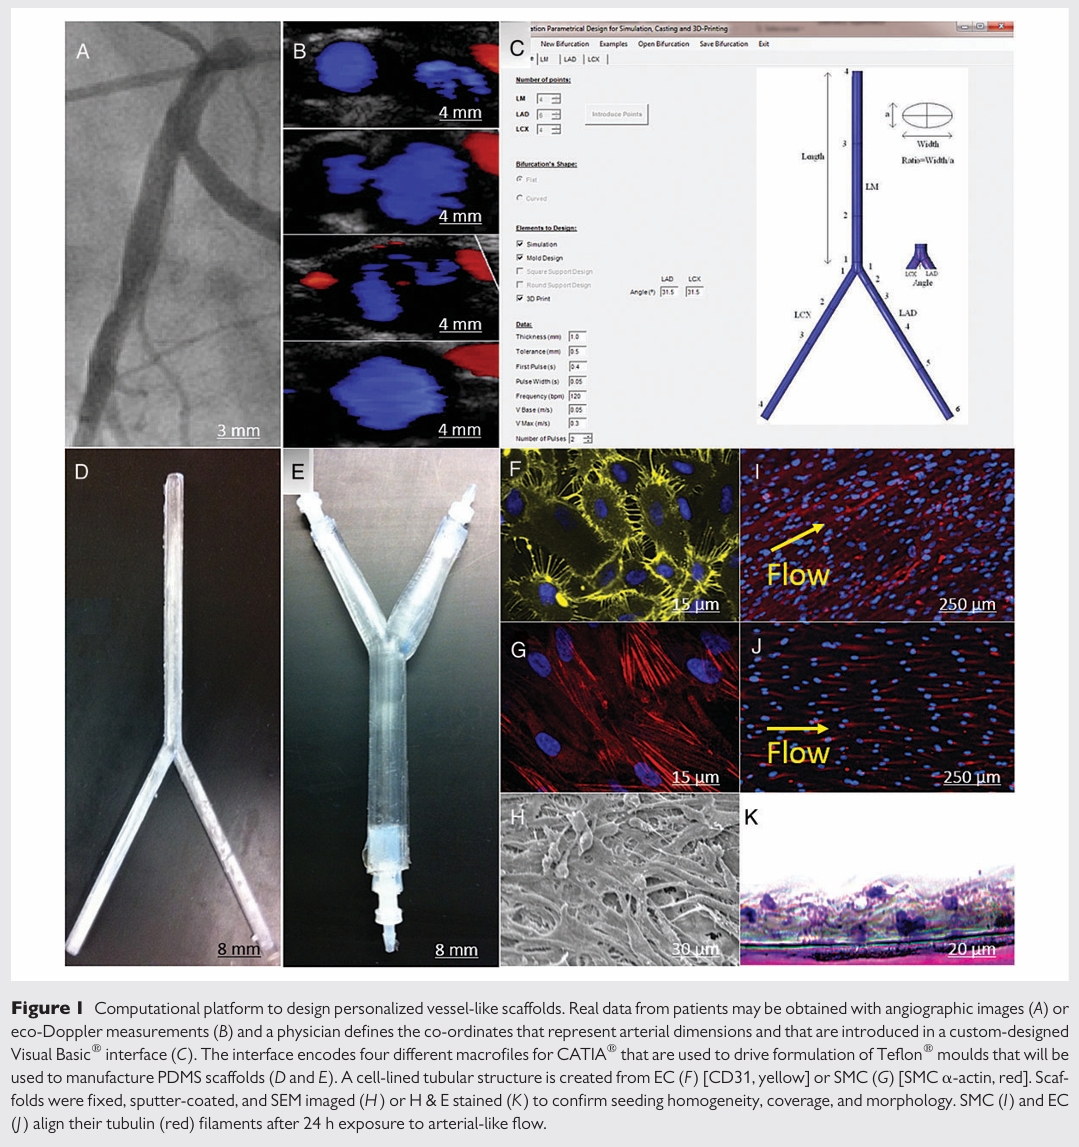 A
3 mm
B
4 mm
4 mm
4 mm
4 mm
C
ation Parametrical Design for Simulation, Casting and 3D-Printing
New Bifurcation Examples Open Bifurcation Save Bifurcation Exit
LM LAD LCX
Number of points:
LM 4
LAD 6
LCX 4
Introduce Points
Bifurcation's Shape:
Flat
Curved
Elements to Design:
Simulation
Mold Design
Square Support Design
Round Support Design
3D Print
LAD LCX
Angle(º) 31.5 31.5
Data:
Thickness (mm) 1.0
Tolerance (mm) 0.5
First Pulse (s) 0.4
Pulse Width (s) 0.05
Frequency (bpm) 120
V Base (m/s) 0.05
V Max (m/s) 0.3
Number of Pulses 2
4
a
Width
Ratio=Width/a
Length
3
LM
2
1 1
1 2
LCX LAD
Angle
2 3
LCX LAD
3 4
5
4 6
D
8 mm
E
8 mm
F
15 µm
G
15 µm
H
30 µm
I
Flow
250 µm
J
Flow
250 µm
K
20 µm
Figure 1 Computational platform to design personalized vessel-like scaffolds. Real data from patients may be obtained with angiographic images (A) or
eco-Doppler measurements (B) and a physician defines the co-ordinates that represent arterial dimensions and that are introduced in a custom-designed
Visual Basic® interface (C). The interface encodes four different macrofiles for CATIA® that are used to drive formulation of Teflon® moulds that will be
used to manufacture PDMS scaffolds (D and E). A cell-lined tubular structure is created from EC (F) [CD31, yellow] or SMC (G) [SMC α-actin, red]. Scaf-
folds were fixed, sputter-coated, and SEM imaged (H) or H & E stained (K) to confirm seeding homogeneity, coverage, and morphology. SMC (I) and EC
(J) align their tubulin (red) filaments after 24 h exposure to arterial-like flow.